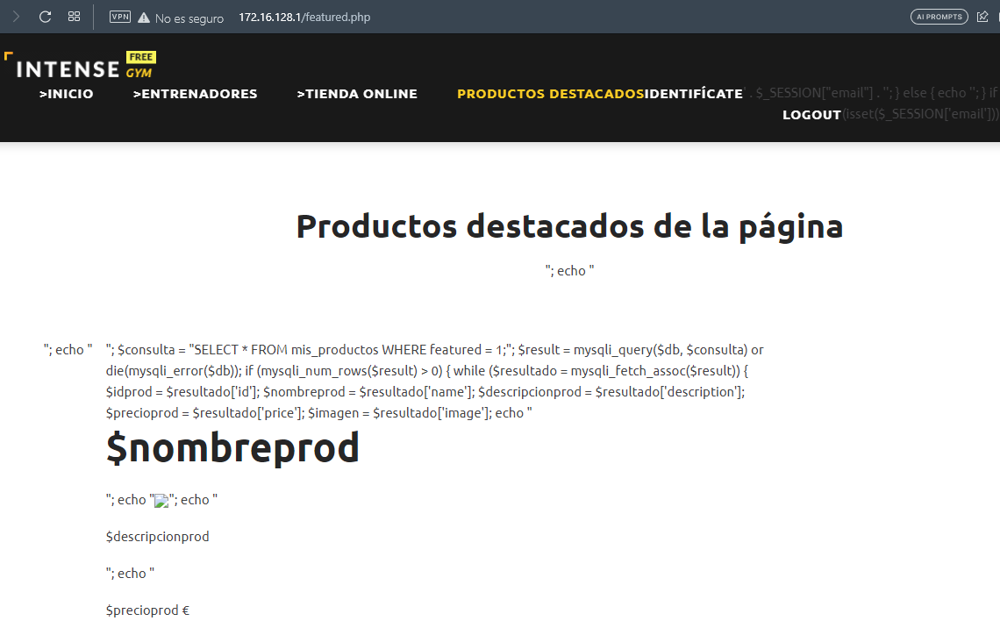 VPN No es seguro 172.16.128.1/featured.php AI PROMPTS
FREE
INTENSE GYM
>INICIO >ENTRENADORES >TIENDA ONLINE PRODUCTOS DESTACADOSIDENTIFÍCATE' . $_SESSION["email"] . ''; } else { echo ''; } if
LOGOUT(isset($_SESSION['email']))
Productos destacados de la página
"; echo "
"; echo " "; $consulta = "SELECT * FROM mis_productos WHERE featured = 1;"; $result = mysqli_query($db, $consulta) or
die(mysqli_error($db)); if (mysqli_num_rows($result) > 0) { while ($resultado = mysqli_fetch_assoc($result)) {
$idprod = $resultado['id']; $nombreprod = $resultado['name']; $descripcionprod = $resultado['description'];
$precioprod = $resultado['price']; $imagen = $resultado['image']; echo "
$nombreprod
"; echo ""; echo "
$descripcionprod
"; echo "
$precioprod €